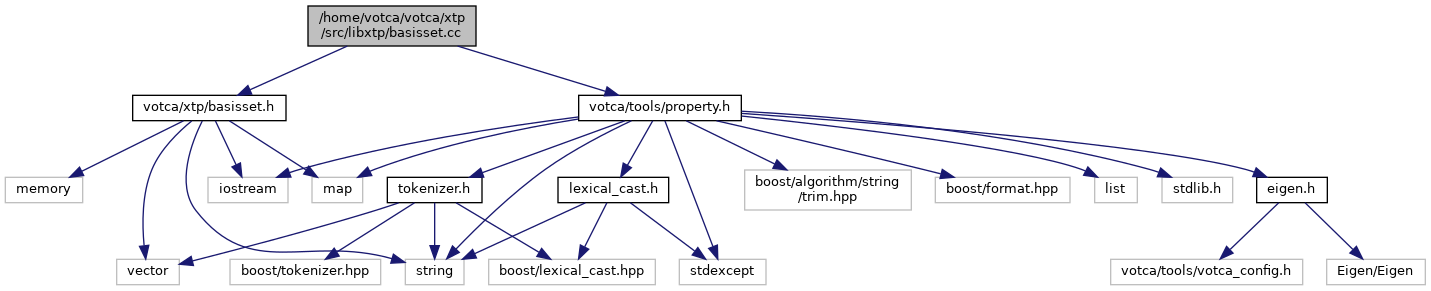 /home/votca/votca/xtp
/src/libxtp/basisset.cc
votca/xtp/basisset.h
votca/tools/property.h
memory
iostream
map
tokenizer.h
lexical_cast.h
boost/algorithm/string
/trim.hpp
boost/format.hpp
list
stdlib.h
eigen.h
vector
boost/tokenizer.hpp
string
boost/lexical_cast.hpp
stdexcept
votca/tools/votca_config.h
Eigen/Eigen